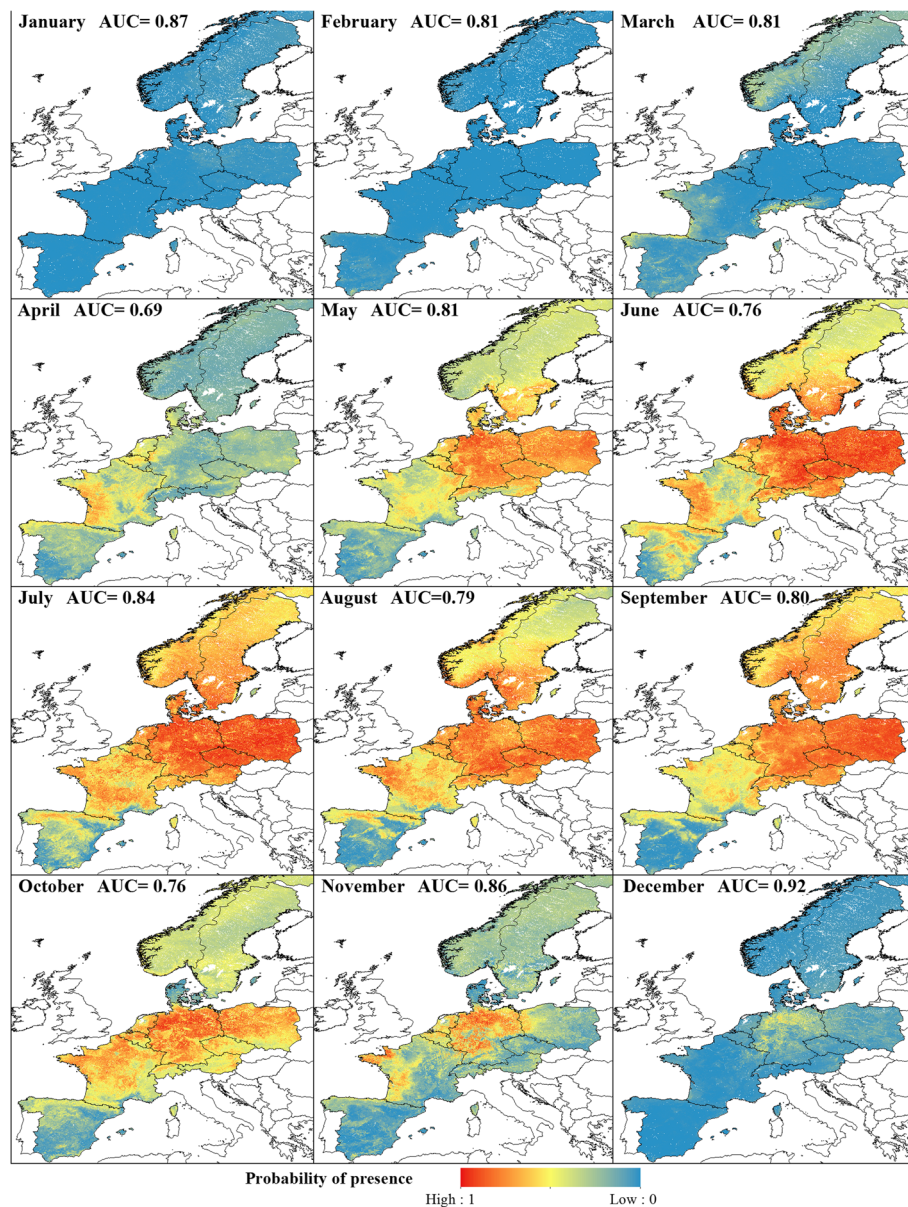 January AUC= 0.87
February AUC= 0.81
March AUC= 0.81
April AUC= 0.69
May AUC= 0.81
June AUC= 0.76
July AUC= 0.84
August AUC=0.79
September AUC= 0.80
October AUC= 0.76
November AUC= 0.86
December AUC= 0.92
Probability of presence
High : 1 Low : 0